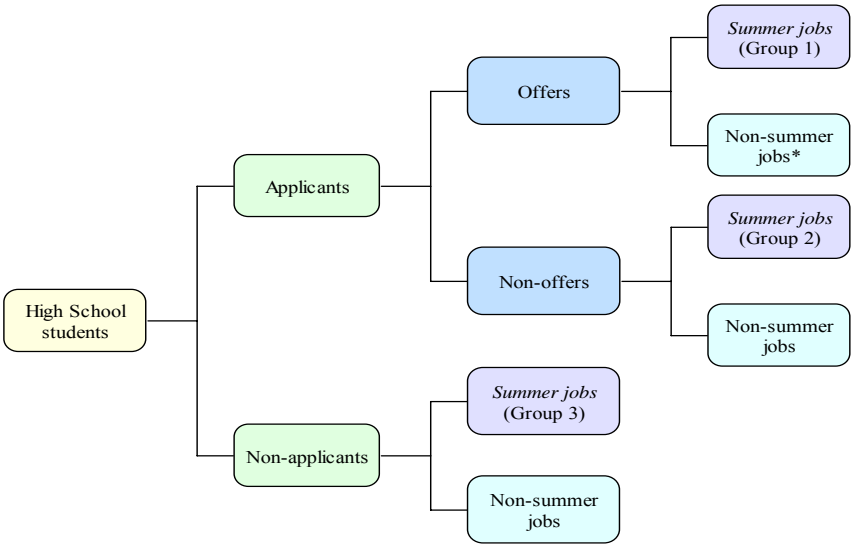 Summer jobs
(Group 1)
Offers
Non-summer
jobs*
Applicants
Summer jobs
(Group 2)
Non-offers
High School
students
Non-summer
jobs
Summer jobs
(Group 3)
Non-applicants
Non-summer
jobs